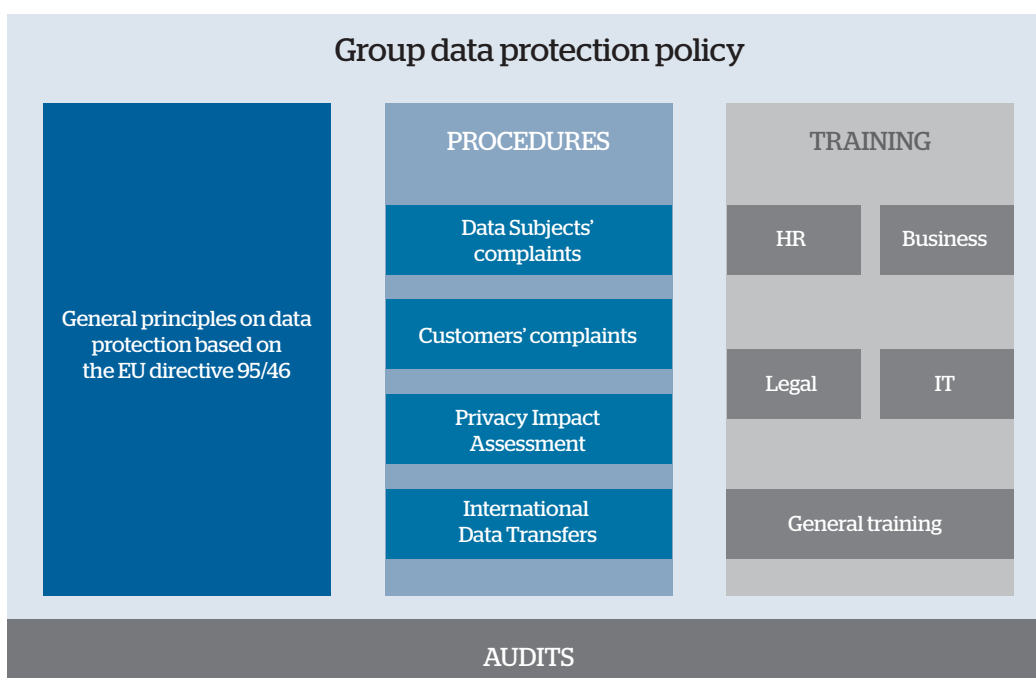 Group data protection policy
General principles on data
protection based on
the EU directive 95/46
PROCEDURES
Data Subjects’
complaints
Customers’ complaints
Privacy Impact
Assessment
International
Data Transfers
TRAINING
HR
Business
Legal
IT
General training
AUDITS